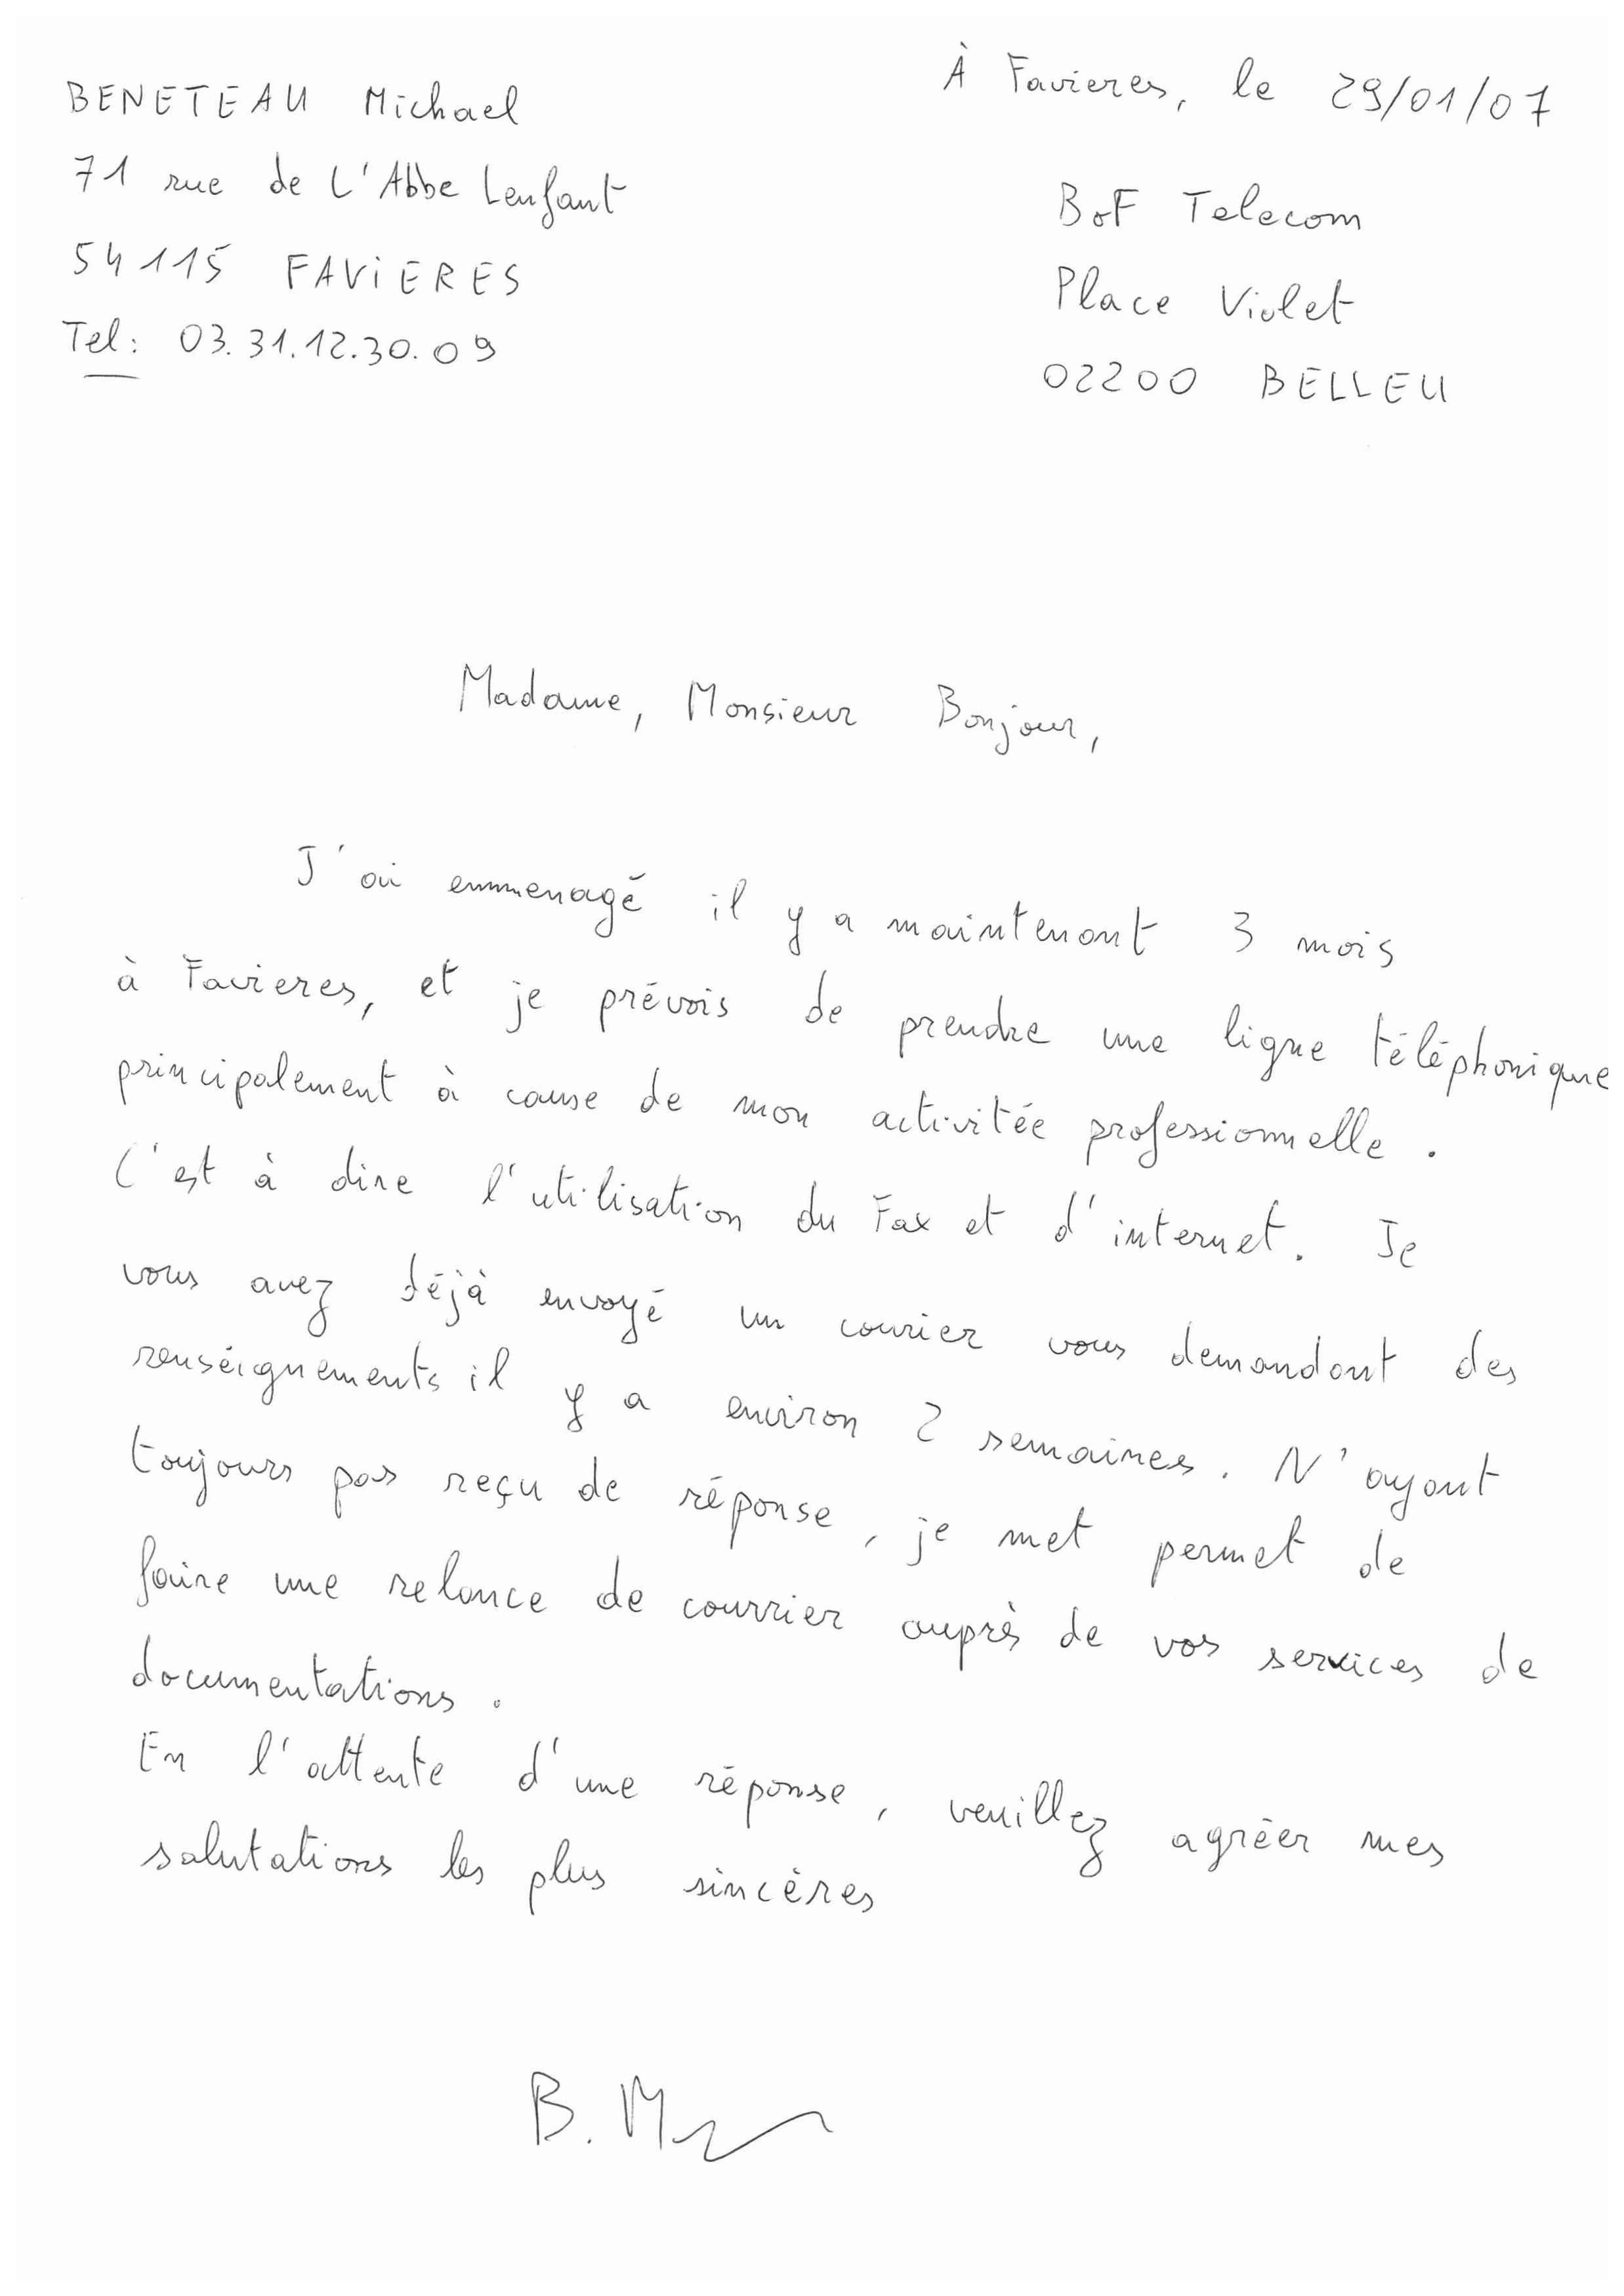 BENETEAU Michael
71 rue de L'Abbe Lenfant
54115 FAVIERES
Tel: 03.31.12.30.09
À Favieres, le 29/01/07
BoF Telecom
Place Violet
02200 BELLEU
Madame, Monsieur Bonjour,
J'ai emmenagé il y a maintenant 3 mois
à Favieres, et je prévois de prendre une ligne téléphonique
principalement à cause de mon activitée professionnelle.
C'est à dire l'utilisation du Fax et d'internet. Je
vous avez déjà envoyé un courier vous demandant des
renséignements il y a environ 2 semaines. N'ayant
toujours pas reçu de réponse, je met permet de
faire une relance de courrier auprès de vos services de
documentations.
En l'attente d'une réponse, veuillez agréer mes
salutations les plus sincères
B. M